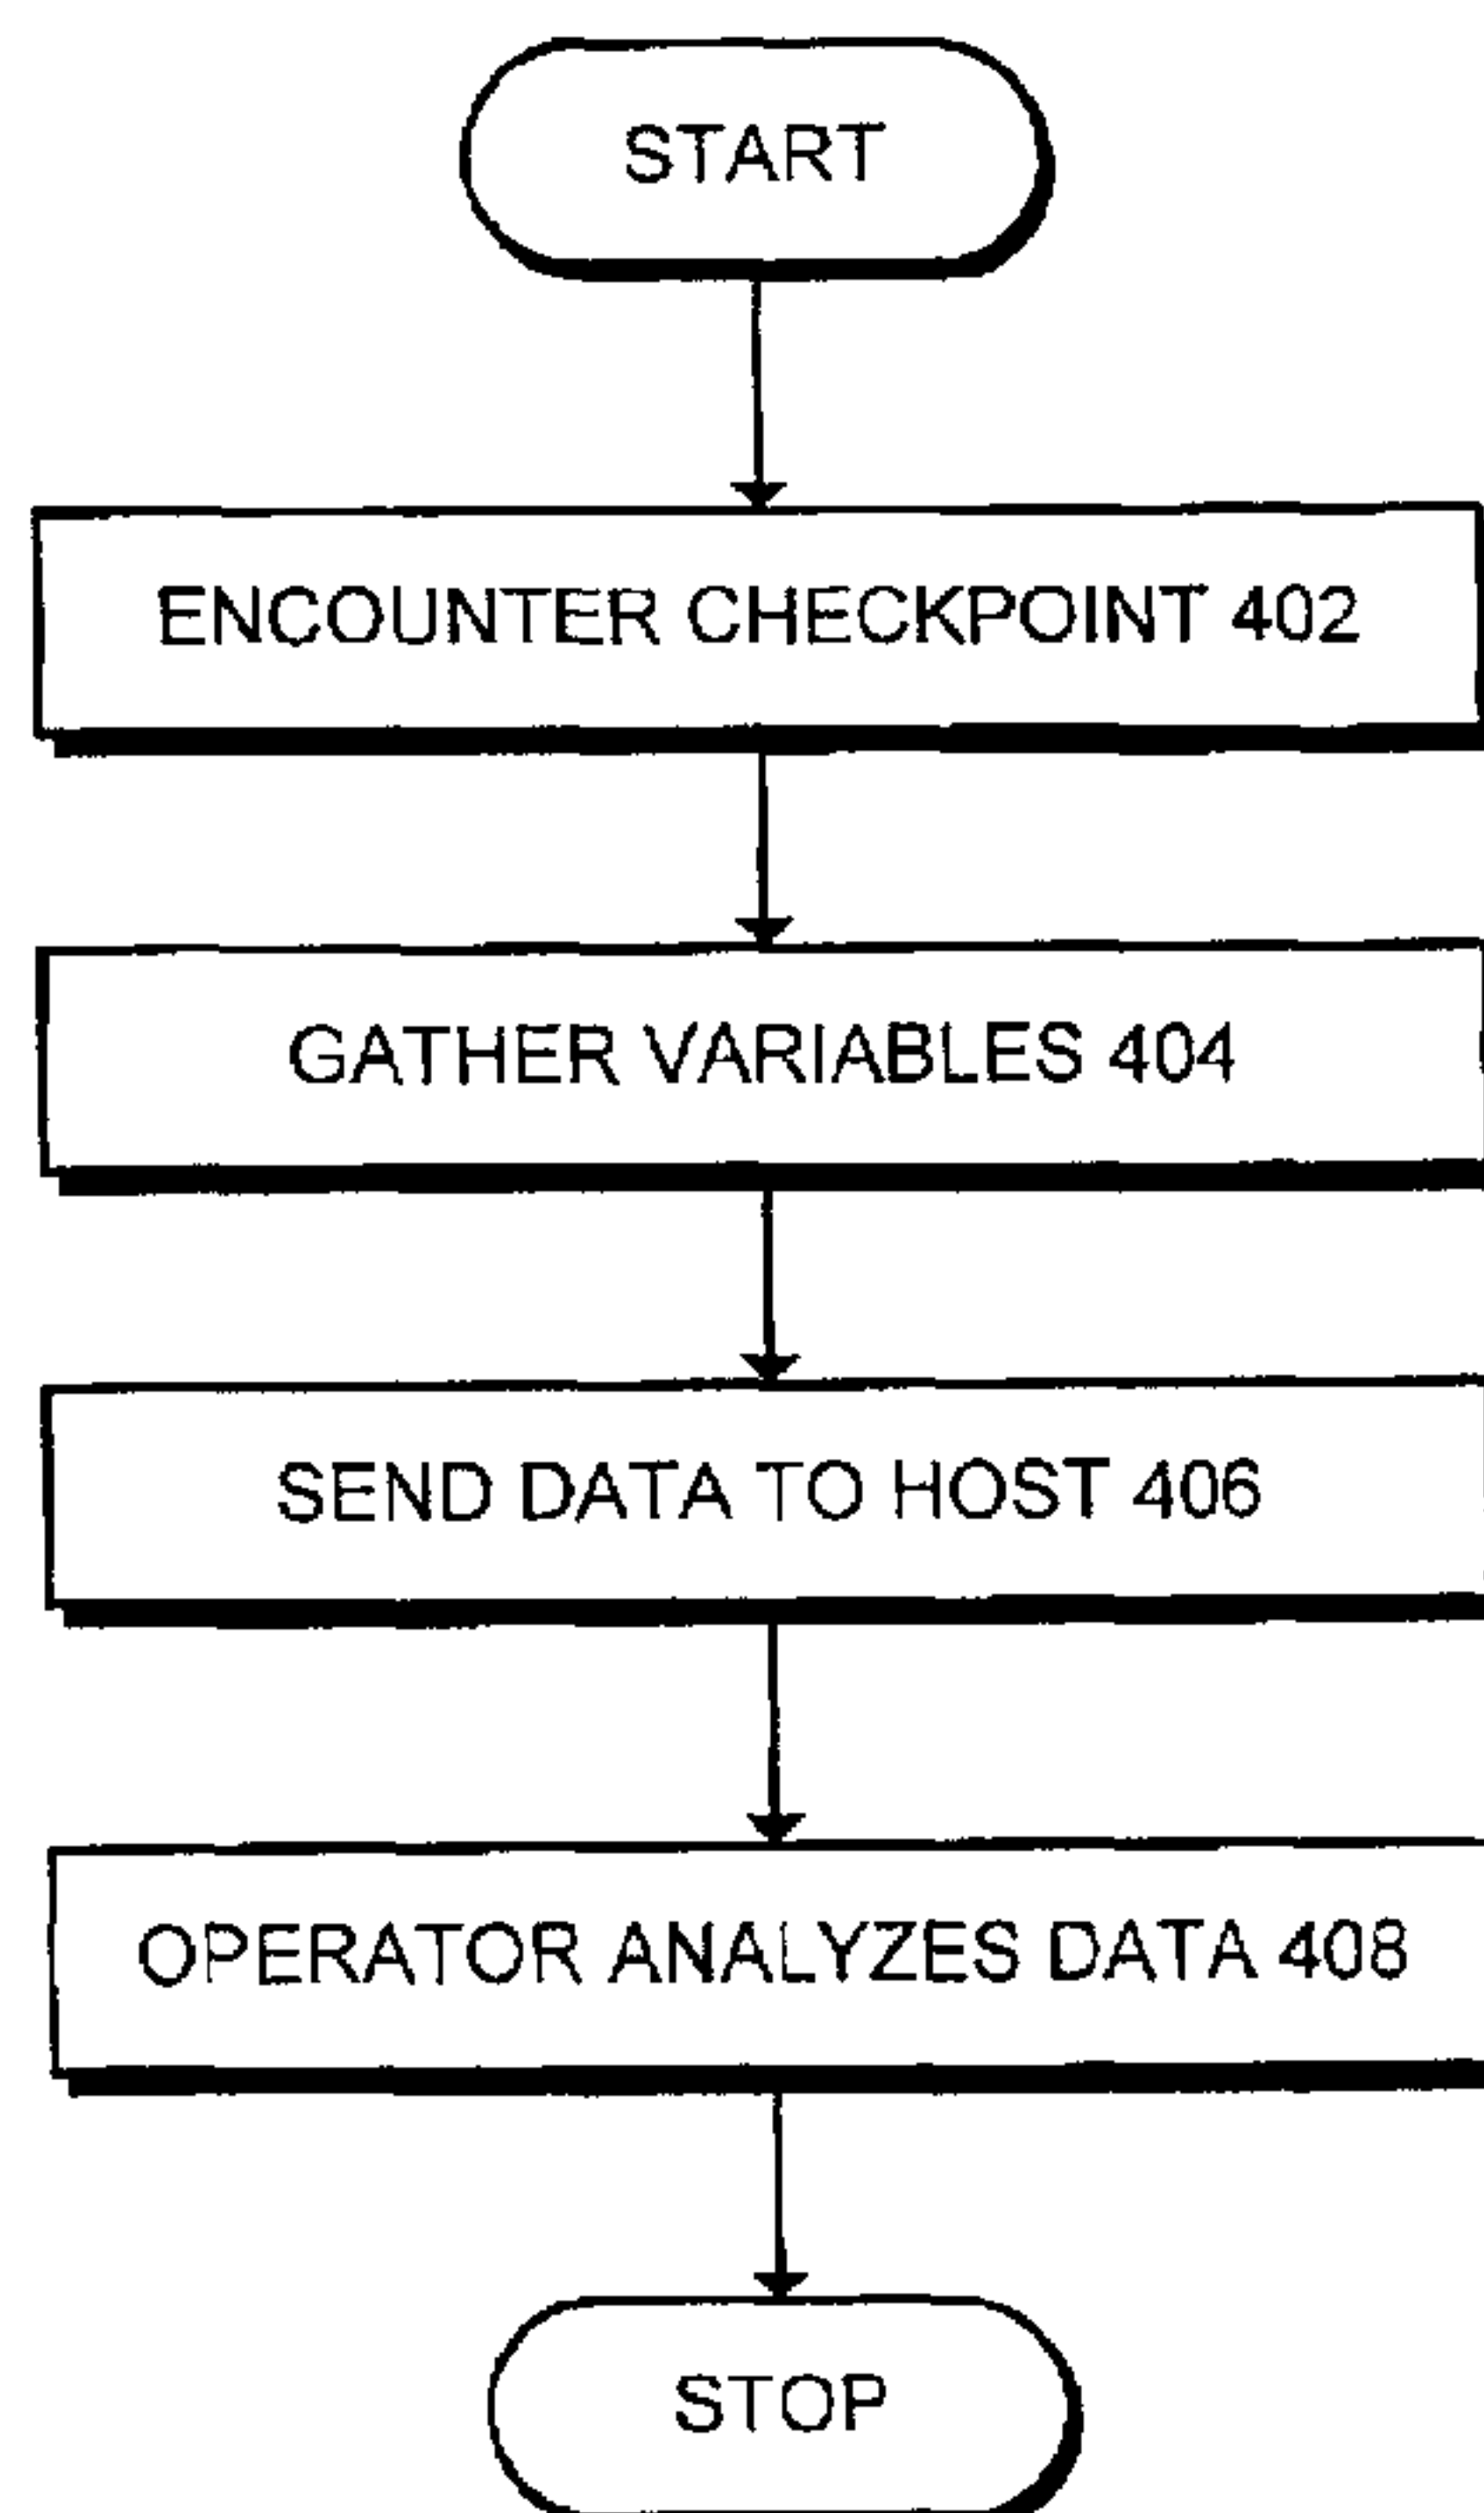 START
ENCOUNTER CHECKPOINT 402
GATHER VARIABLES 404
SEND DATA TO HOST 406
OPERATOR ANALYZES DATA 408
STOP